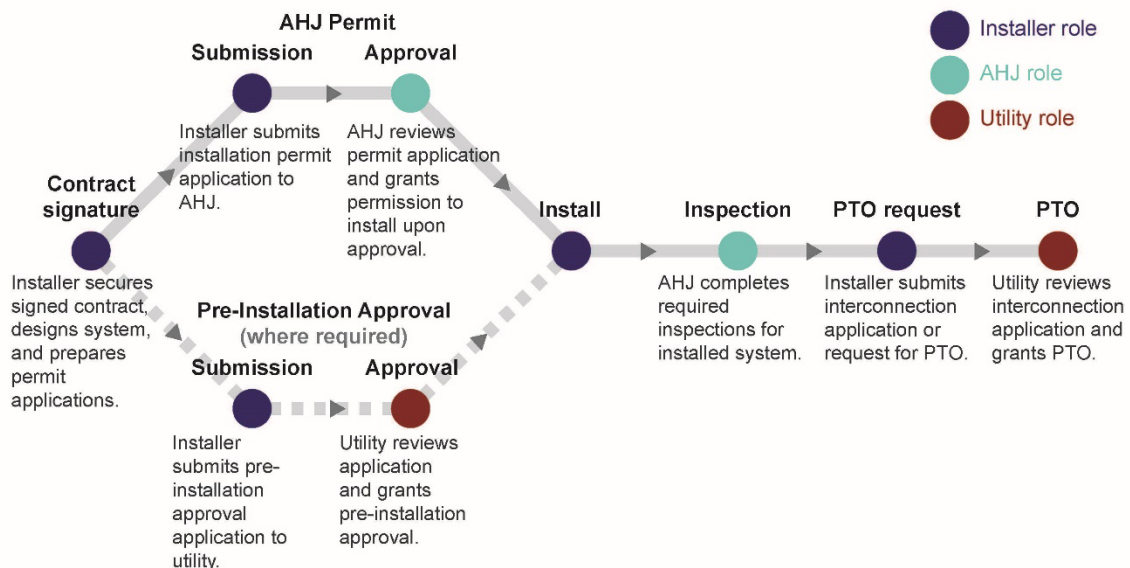 AHJ Permit
Submission
Approval
Installer submits
installation permit
application to
AHJ.
AHJ reviews
permit application
and grants
permission to
install upon
approval.
Installer role
AHJ role
Utility role
Contract
signature
Installer secures
signed contract,
designs system,
and prepares
permit
applications.
Pre-Installation Approval
(where required)
Submission
Approval
Installer
submits pre-
installation
approval
application to
utility.
Utility reviews
application
and grants
pre-installation
approval.
Install
Inspection
AHJ completes
required
inspections for
installed system.
PTO request
Installer submits
interconnection
application or
request for PTO.
PTO
Utility reviews
interconnection
application and
grants PTO.